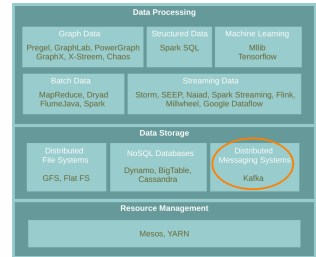 Data Processing
Graph Data
Pregel, GraphLab, PowerGraph
GraphX, X-Streem, Chaos
Structured Data
Spark SQL
Machine Learning
Mllib
Tensorflow
Batch Data
MapReduce, Dryad
FlumeJava, Spark
Streaming Data
Storm, SEEP, Naiad, Spark Streaming, Flink,
Millwheel, Google Dataflow
Data Storage
Distributed
File Systems
GFS, Flat FS
NoSQL Databases
Dynamo, BigTable,
Cassandra
Distributed
Messaging Systems
Kafka
Resource Management
Mesos, YARN